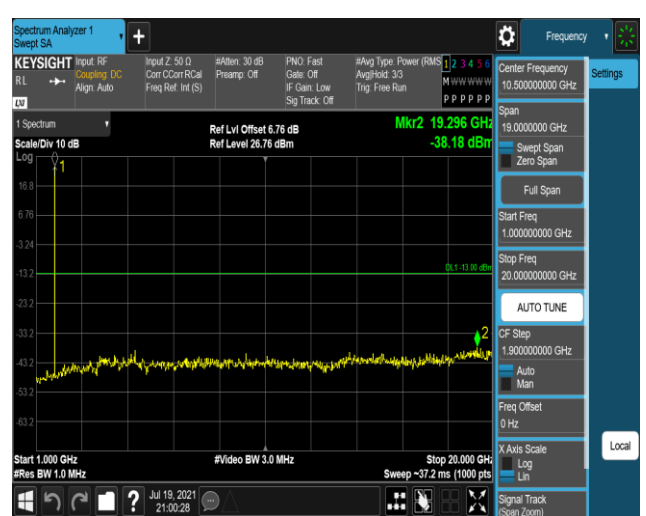 Spectrum Analyzer 1
Swept SA
+
Frequency
KEYSIGHT
RL
LXI
Input: RF
Coupling: DC
Align: Auto
Input Z: 50 Ω
Corr CCorr RCal
Freq Ref: Int (S)
#Atten: 30 dB
Preamp: Off
PNO: Fast
Gate: Off
IF Gain: Low
Sig Track: Off
#Avg Type: Power (RMS
Avg|Hold: 3/3
Trig: Free Run
1 2 3 4 5 6
M W W W W W
P P P P P P
1 Spectrum
Scale/Div 10 dB
Ref Lvl Offset 6.76 dB
Ref Level 26.76 dBm
Mkr2 19.296 GHz
-38.18 dBm
Log
1
16.8
6.76
-3.24
-13.2
DL1 -13.00 dBm
-23.2
-33.2
2
-43.2
-53.2
-63.2
Start 1.000 GHz
#Res BW 1.0 MHz
#Video BW 3.0 MHz
Stop 20.000 GHz
Sweep ~37.2 ms (1000 pts
?
Jul 19, 2021
21:00:28
Center Frequency
10.500000000 GHz
Span
19.0000000 GHz
Swept Span
Zero Span
Full Span
Start Freq
1.000000000 GHz
Stop Freq
20.000000000 GHz
AUTO TUNE
CF Step
1.900000000 GHz
Auto
Man
Freq Offset
0 Hz
X Axis Scale
Log
Lin
Signal Track
(Span Zoom)
Settings
Local